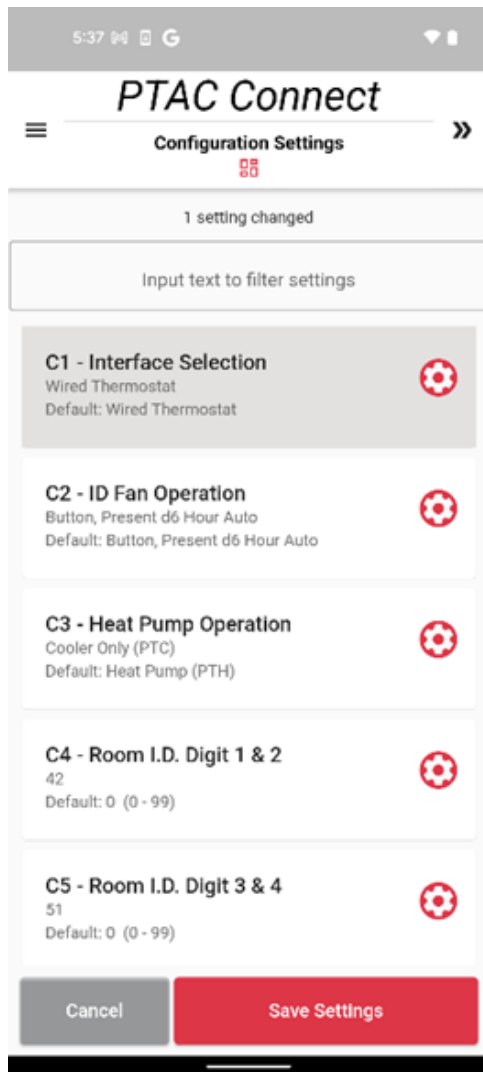 5:37
PTAC Connect
Configuration Settings
1 setting changed
Input text to filter settings
C1 - Interface Selection
Wired Thermostat
Default: Wired Thermostat
C2 - ID Fan Operation
Button, Present d6 Hour Auto
Default: Button, Present d6 Hour Auto
C3 - Heat Pump Operation
Cooler Only (PTC)
Default: Heat Pump (PTH)
C4 - Room I.D. Digit 1 & 2
42
Default: 0 (0 - 99)
C5 - Room I.D. Digit 3 & 4
51
Default: 0 (0 - 99)
Cancel Save Settings